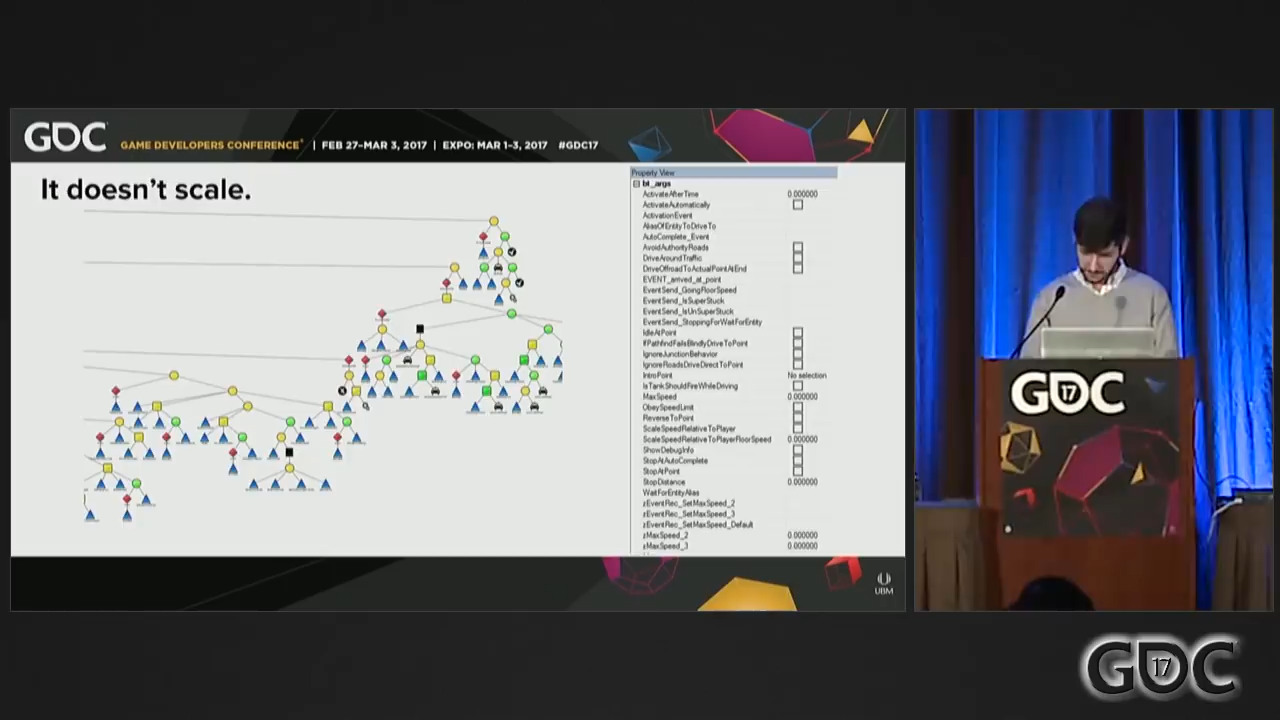 GDC
GAME DEVELOPERS CONFERENCE® | FEB 27–MAR 3, 2017 | EXPO: MAR 1–3, 2017 #GDC17
It doesn't scale.
Property View
bt_args
ActivateAfterTime 0.000000
ActivateAutomatically
ActivationEvent
AliasOfEntityToDriveTo
AutoComplete_Event
AvoidAuthorityRoads
DriveAroundTraffic
DriveOffroadToActualPointAtEnd
EVENT_arrived_at_point
EventSend_GoingFloorSpeed
EventSend_IsSuperStuck
EventSend_IsUnSuperStuck
EventSend_StoppingForWaitForEntity
IdleAtPoint
IfPathfindFailsBlindlyDriveToPoint
IgnoreJunctionBehavior
IgnoreRoadsDriveDirectToPoint
IntroPoint No selection
IsTankShouldFireWhileDriving
MaxSpeed 0.000000
ObeySpeedLimit
ReverseToPoint
ScaleSpeedRelativeToPlayer
ScaleSpeedRelativeToPlayerFloorSpeed 0.000000
ShowDebugInfo
StopAtAutoComplete
StopAtPoint
StopDistance 0.000000
WaitForEntityAlias
zEventRec_SetMaxSpeed_2
zEventRec_SetMaxSpeed_3
zEventRec_SetMaxSpeed_Default
zMaxSpeed_2 0.000000
zMaxSpeed_3 0.000000
UBM
GDC
17
GDC
17